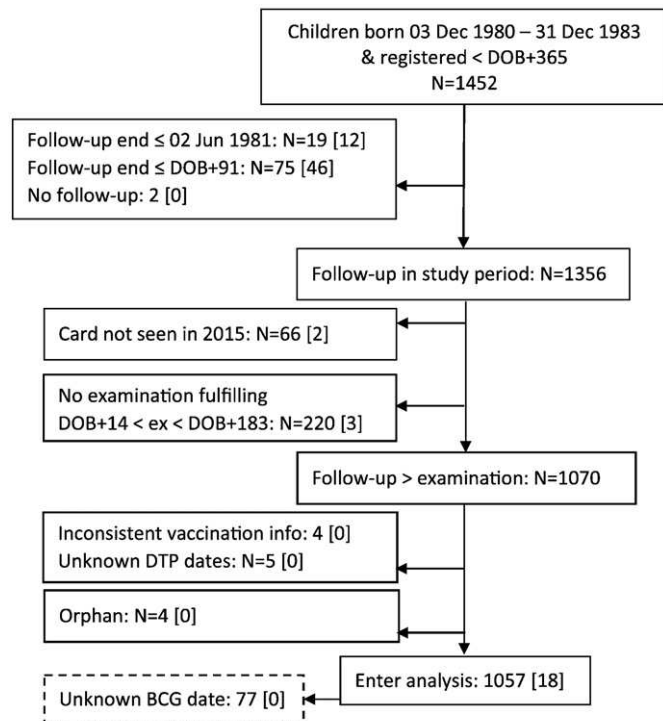 Children born 03 Dec 1980 – 31 Dec 1983
& registered < DOB+365
N=1452
Follow-up end ≤ 02 Jun 1981: N=19 [12]
Follow-up end ≤ DOB+91: N=75 [46]
No follow-up: 2 [0]
Follow-up in study period: N=1356
Card not seen in 2015: N=66 [2]
No examination fulfilling
DOB+14 < ex < DOB+183: N=220 [3]
Follow-up > examination: N=1070
Inconsistent vaccination info: 4 [0]
Unknown DTP dates: N=5 [0]
Orphan: N=4 [0]
Enter analysis: 1057 [18]
Unknown BCG date: 77 [0]